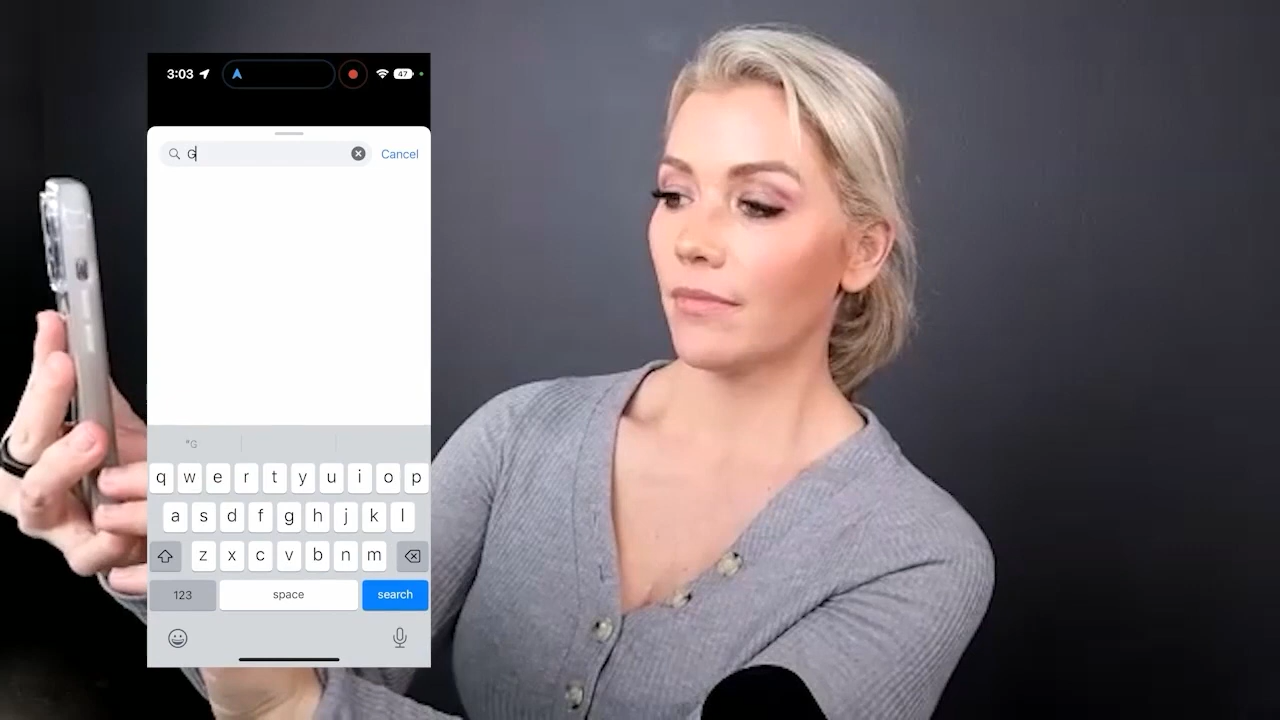 3:03
47
G
Cancel
"G
q w e r t y u i o p
a s d f g h j k l
z x c v b n m
123 space search